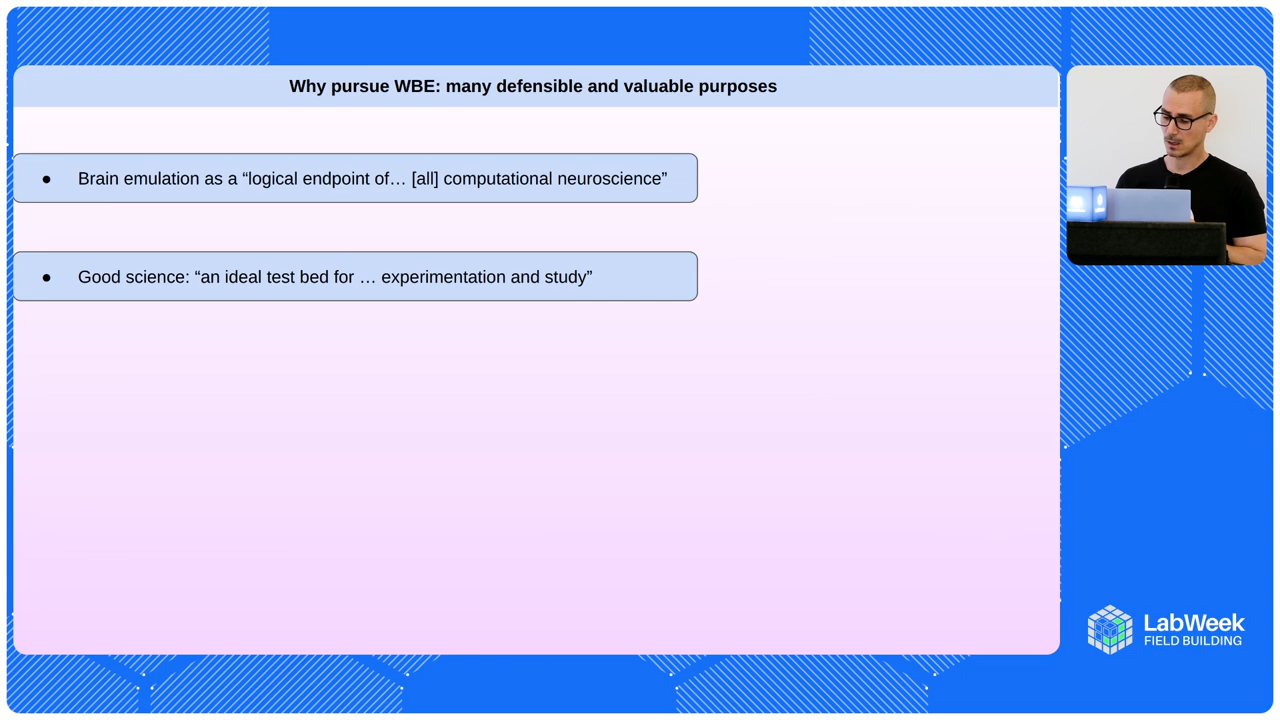 Why pursue WBE: many defensible and valuable purposes
● Brain emulation as a “logical endpoint of… [all] computational neuroscience”
● Good science: “an ideal test bed for … experimentation and study”
LabWeek
FIELD BUILDING